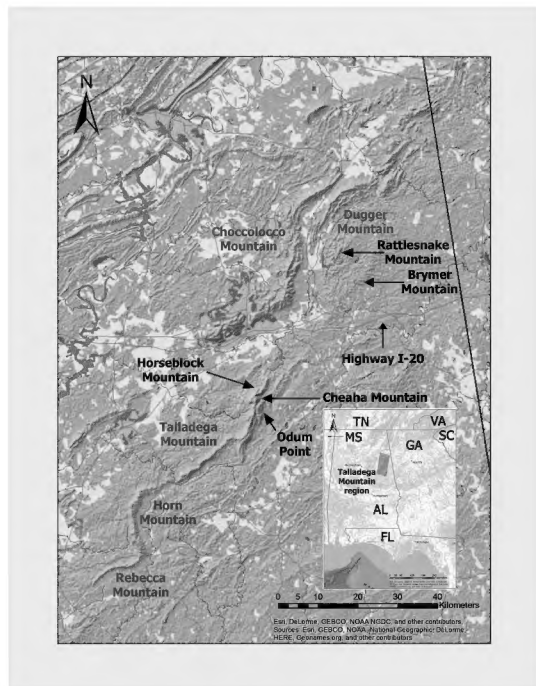 N
Choccolocco
Mountain
Dugger
Mountain
Rattlesnake
Mountain
Brymer
Mountain
Highway I-20
Horseblock
Mountain
Cheaha Mountain
Talladega
Mountain
Odum
Point
Horn
Mountain
Rebecca
Mountain
TN
VA
MS
SC
GA
Talladega
Mountain
region
AL
FL
0 5 10 20 30 40
Kilometers
Esri, DeLorme, GEBCO, NOAA NGDC, and other contributors
Sources: Esri, GEBCO, NOAA, National Geographic, DeLorme,
HERE, Geonames.org, and other contributors